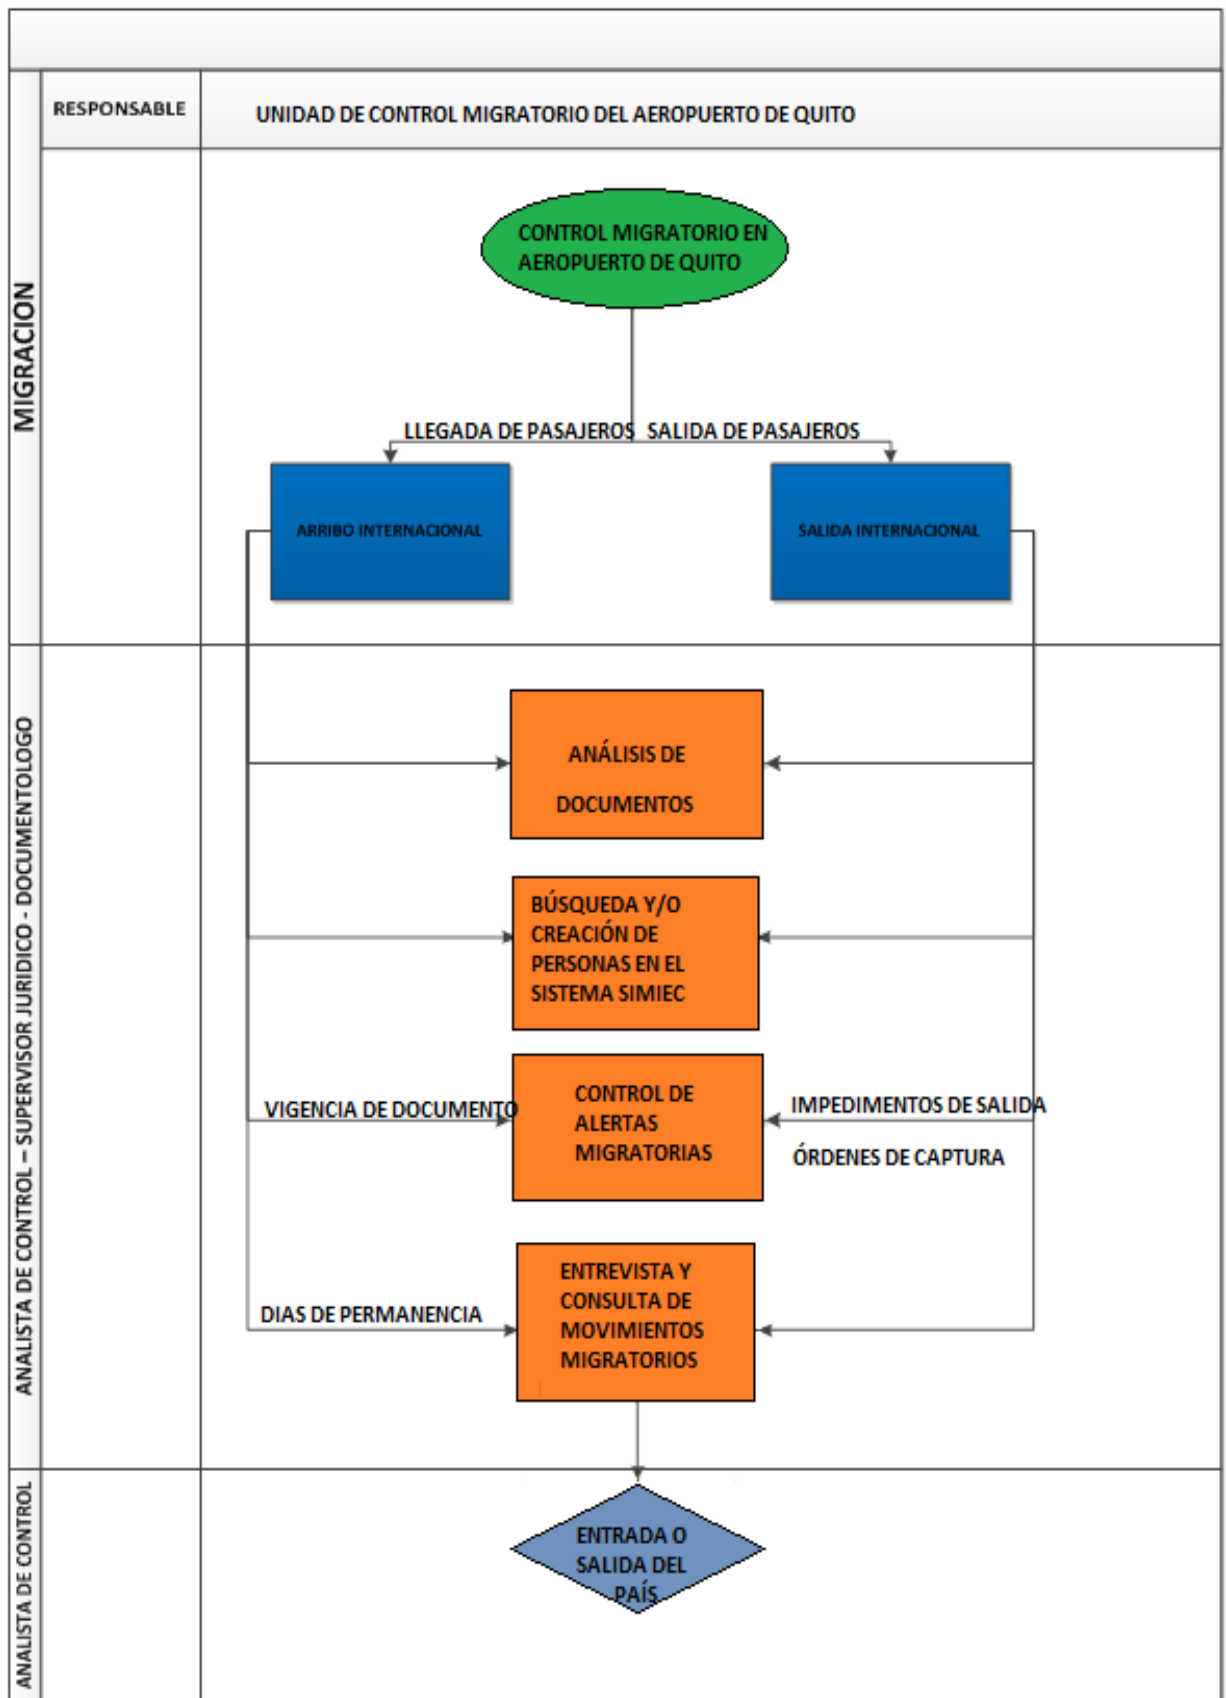 RESPONSABLE
UNIDAD DE CONTROL MIGRATORIO DEL AEROPUERTO DE QUITO
MIGRACION
CONTROL MIGRATORIO EN
AEROPUERTO DE QUITO
LLEGADA DE PASAJEROS
SALIDA DE PASAJEROS
ARRIBO INTERNACIONAL
SALIDA INTERNACIONAL
ANALISTA DE CONTROL – SUPERVISOR JURIDICO - DOCUMENTOLOGO
ANÁLISIS DE
DOCUMENTOS
BÚSQUEDA Y/O
CREACIÓN DE
PERSONAS EN EL
SISTEMA SIMIEC
VIGENCIA DE DOCUMENTO
CONTROL DE
ALERTAS
MIGRATORIAS
IMPEDIMENTOS DE SALIDA
ÓRDENES DE CAPTURA
DIAS DE PERMANENCIA
ENTREVISTA Y
CONSULTA DE
MOVIMIENTOS
MIGRATORIOS
ANALISTA DE CONTROL
ENTRADA O
SALIDA DEL
PAÍS